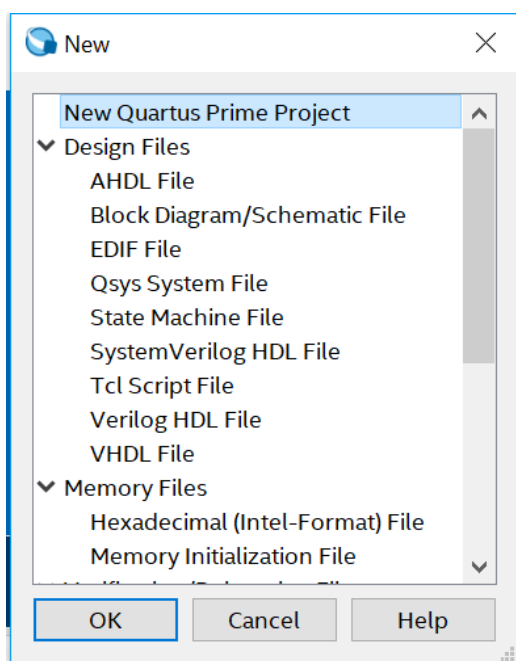 New
New Quartus Prime Project
Design Files
AHDL File
Block Diagram/Schematic File
EDIF File
Qsys System File
State Machine File
SystemVerilog HDL File
Tcl Script File
Verilog HDL File
VHDL File
Memory Files
Hexadecimal (Intel-Format) File
Memory Initialization File
OK Cancel Help